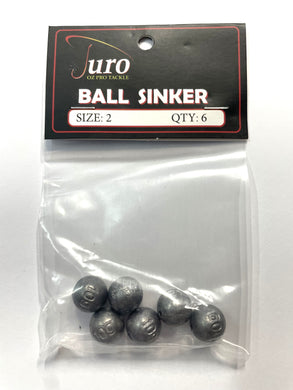 Juro
OZ PRO TACKLE
BALL SINKER
SIZE: 2 QTY: 6